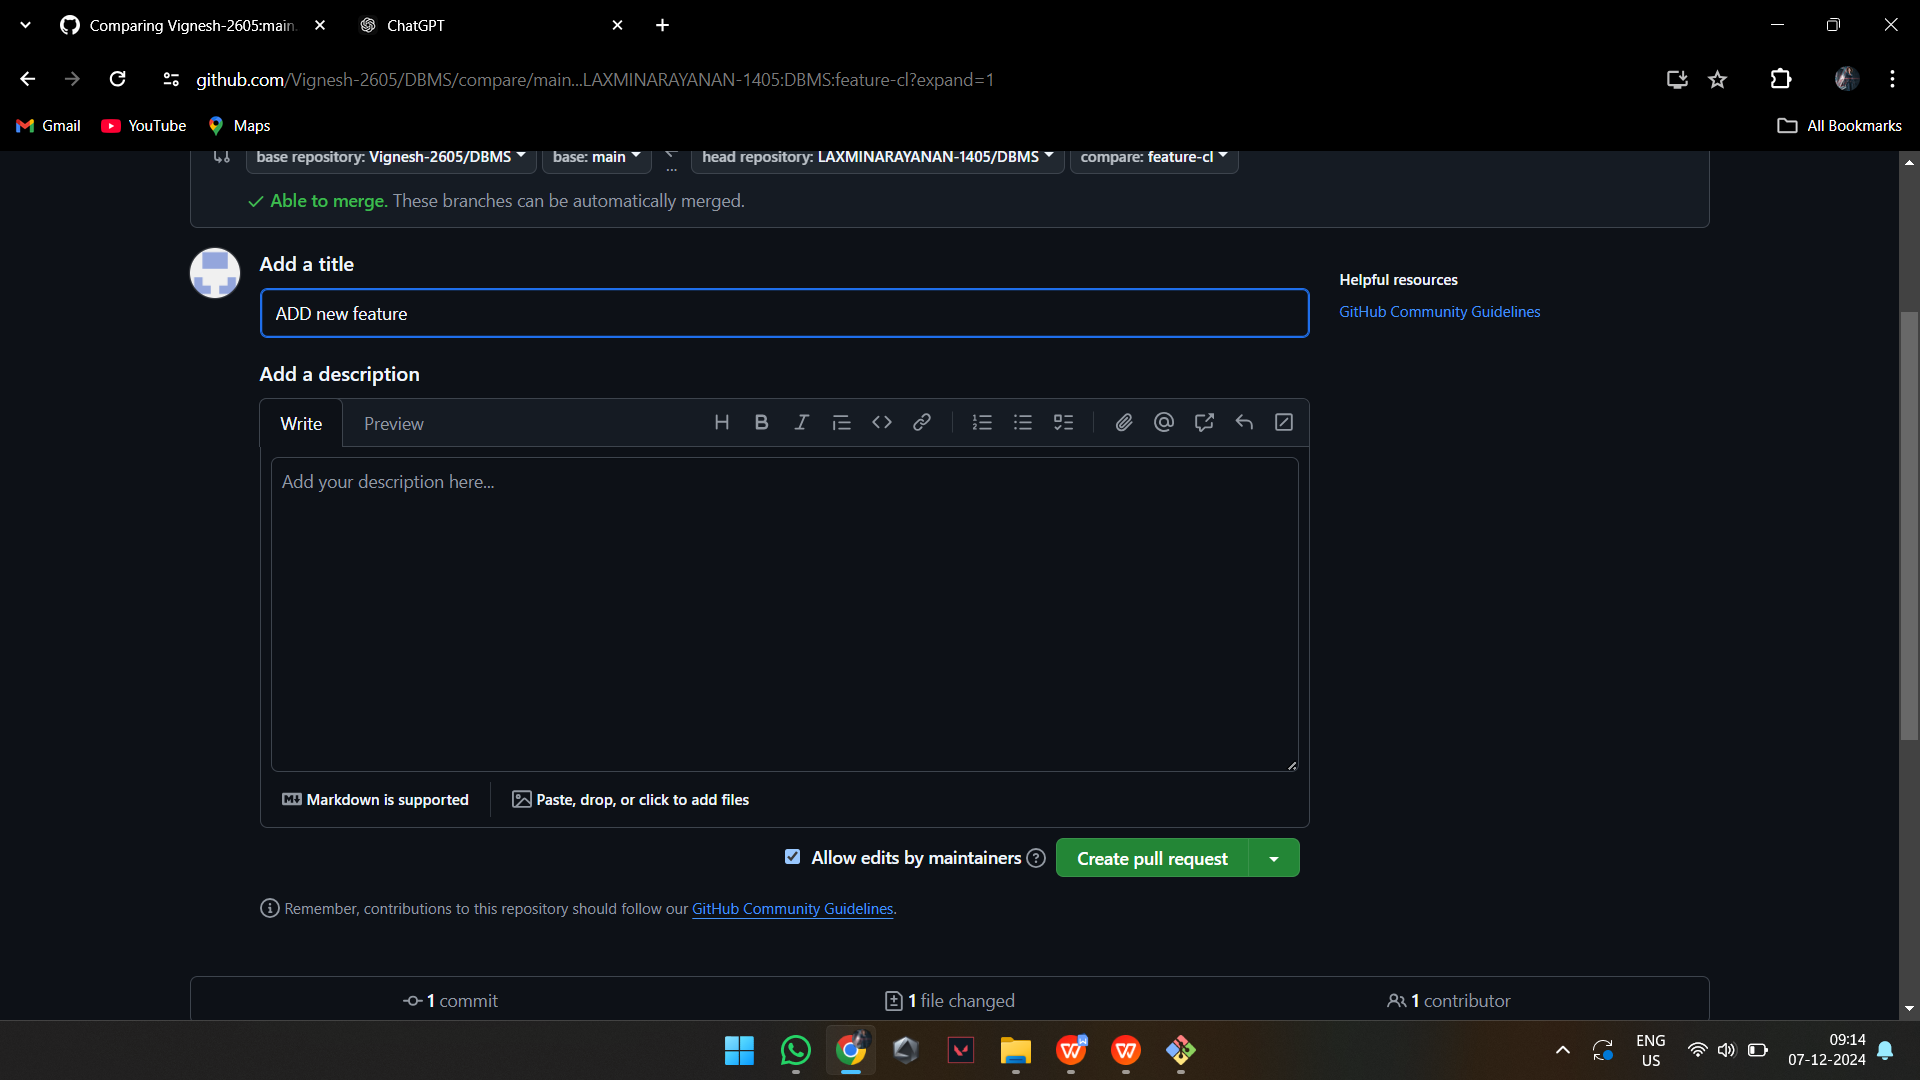 Comparing Vignesh-2605:main
ChatGPT
github.com/Vignesh-2605/DBMS/compare/main...LAXMINARAYANAN-1405:DBMS:feature-cl?expand=1
Gmail YouTube Maps All Bookmarks
base repository: Vignesh-2605/DBMS base: main ... head repository: LAXMINARAYANAN-1405/DBMS compare: feature-cl
Able to merge. These branches can be automatically merged.
Add a title
ADD new feature
Helpful resources
GitHub Community Guidelines
Add a description
Write Preview
Add your description here...
Markdown is supported Paste, drop, or click to add files
Allow edits by maintainers Create pull request
Remember, contributions to this repository should follow our GitHub Community Guidelines.
1 commit 1 file changed 1 contributor
ENG
US
09:14
07-12-2024